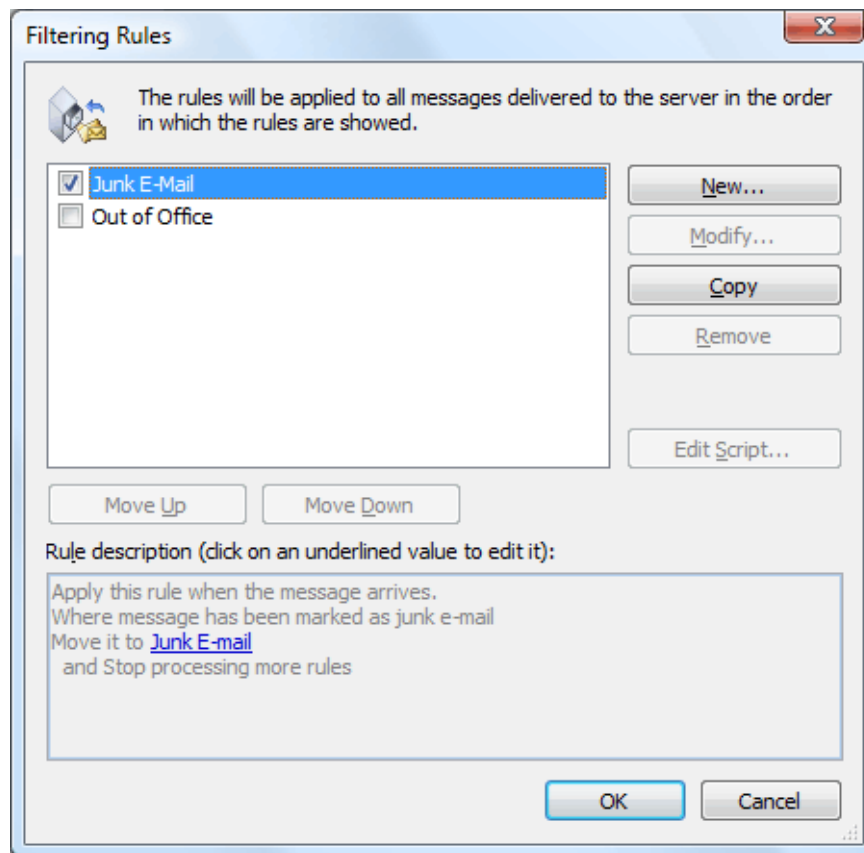 Filtering Rules
The rules will be applied to all messages delivered to the server in the order
in which the rules are showed.
Junk E-Mail
Out of Office
New...
Modify...
Copy
Remove
Edit Script...
Move Up
Move Down
Rule description (click on an underlined value to edit it):
Apply this rule when the message arrives.
Where message has been marked as junk e-mail
Move it to Junk E-mail
and Stop processing more rules
OK
Cancel